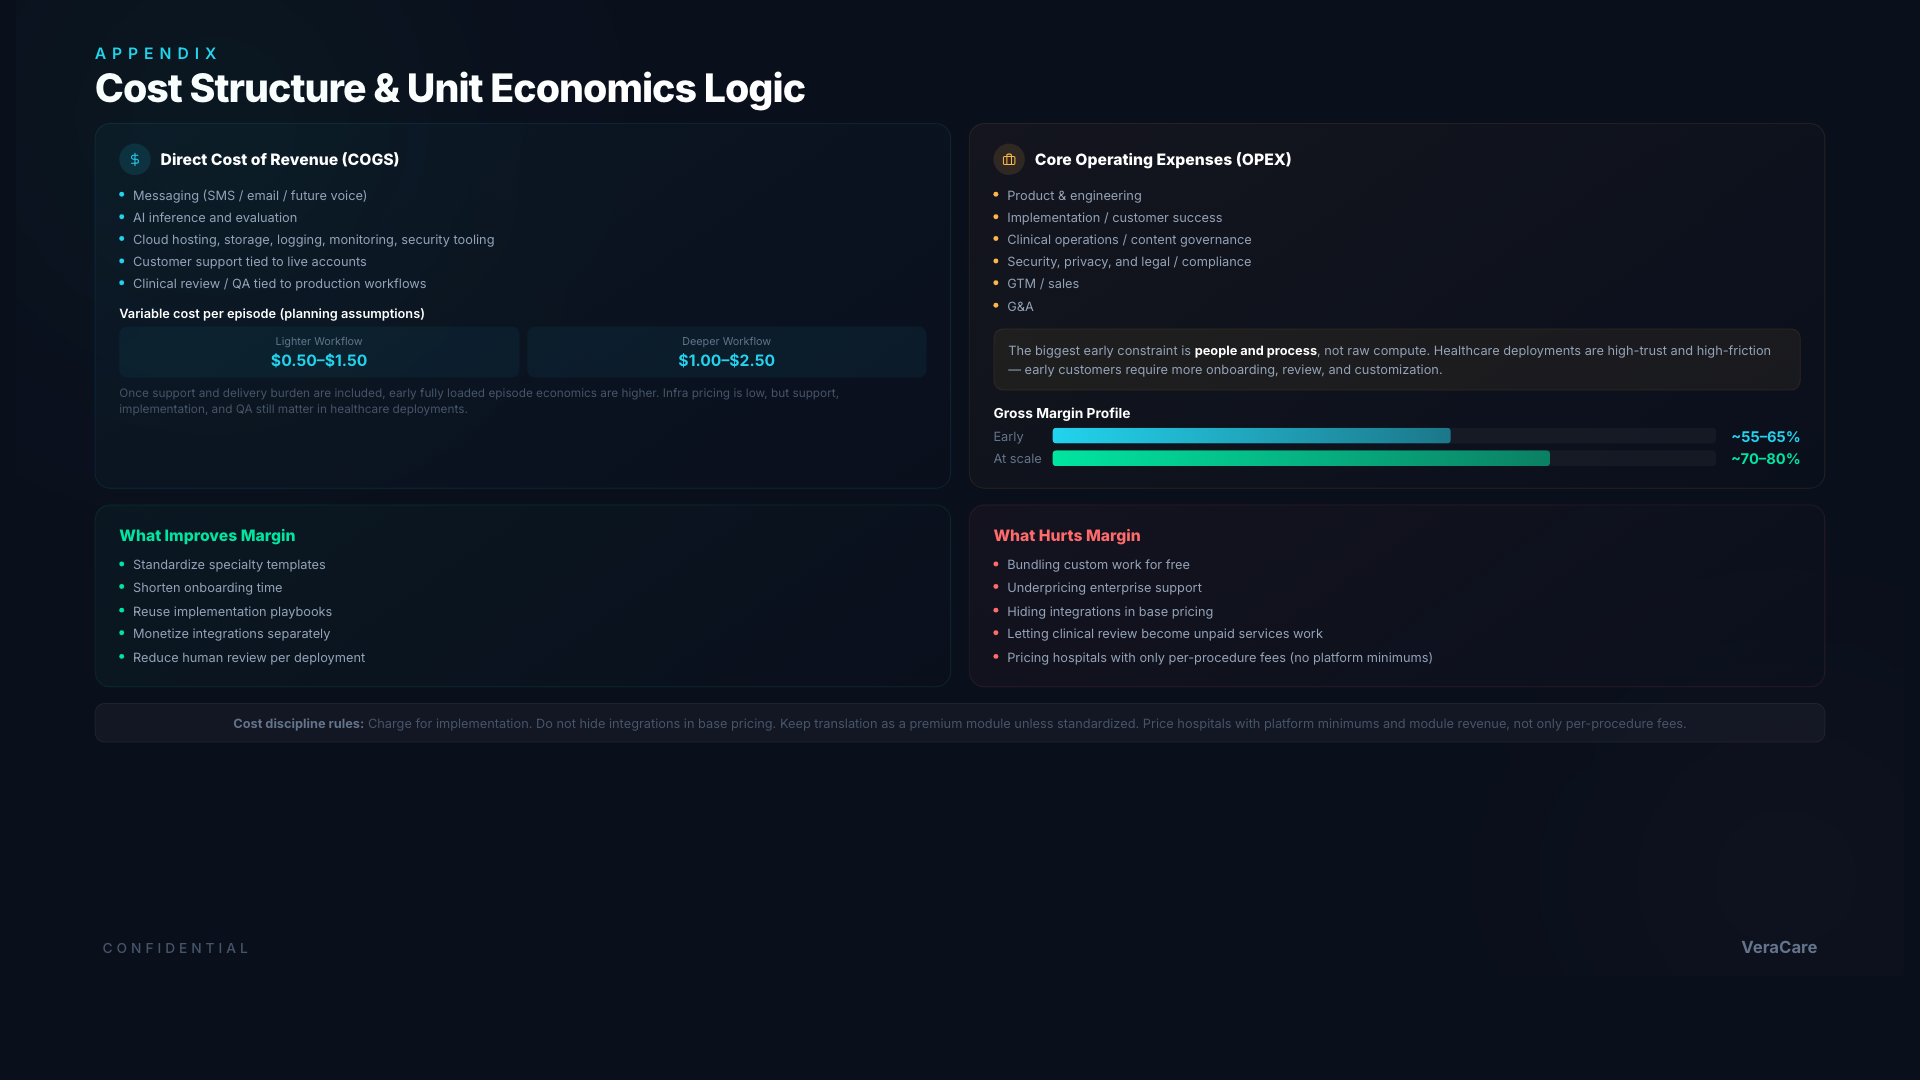 APPENDIX
Cost Structure & Unit Economics Logic
Direct Cost of Revenue (COGS)
Messaging (SMS / email / future voice)
AI inference and evaluation
Cloud hosting, storage, logging, monitoring, security tooling
Customer support tied to live accounts
Clinical review / QA tied to production workflows
Variable cost per episode (planning assumptions)
Lighter Workflow
$0.50–$1.50
Deeper Workflow
$1.00–$2.50
Once support and delivery burden are included, early fully loaded episode economics are higher. Infra pricing is low, but support,
implementation, and QA still matter in healthcare deployments.
Core Operating Expenses (OPEX)
Product & engineering
Implementation / customer success
Clinical operations / content governance
Security, privacy, and legal / compliance
GTM / sales
G&A
The biggest early constraint is people and process, not raw compute. Healthcare deployments are high-trust and high-friction
— early customers require more onboarding, review, and customization.
Gross Margin Profile
Early ~55–65%
At scale ~70–80%
What Improves Margin
Standardize specialty templates
Shorten onboarding time
Reuse implementation playbooks
Monetize integrations separately
Reduce human review per deployment
What Hurts Margin
Bundling custom work for free
Underpricing enterprise support
Hiding integrations in base pricing
Letting clinical review become unpaid services work
Pricing hospitals with only per-procedure fees (no platform minimums)
Cost discipline rules: Charge for implementation. Do not hide integrations in base pricing. Keep translation as a premium module unless standardized. Price hospitals with platform minimums and module revenue, not only per-procedure fees.
CONFIDENTIAL
VeraCare